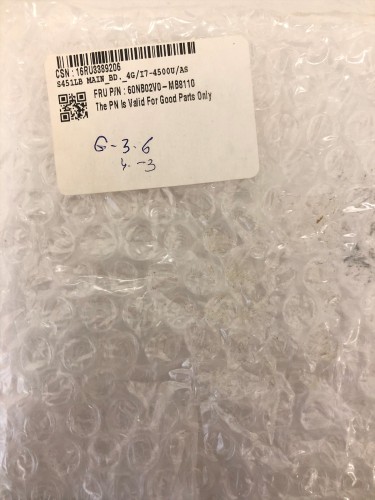 CSN : 16RU8389206
S451LB MAIN_BD._4G/I7-4500U/AS
FRU P/N : 60NB02V0-MB8110
The PN Is Valid For Good Parts Only
G-3.6
4.-3